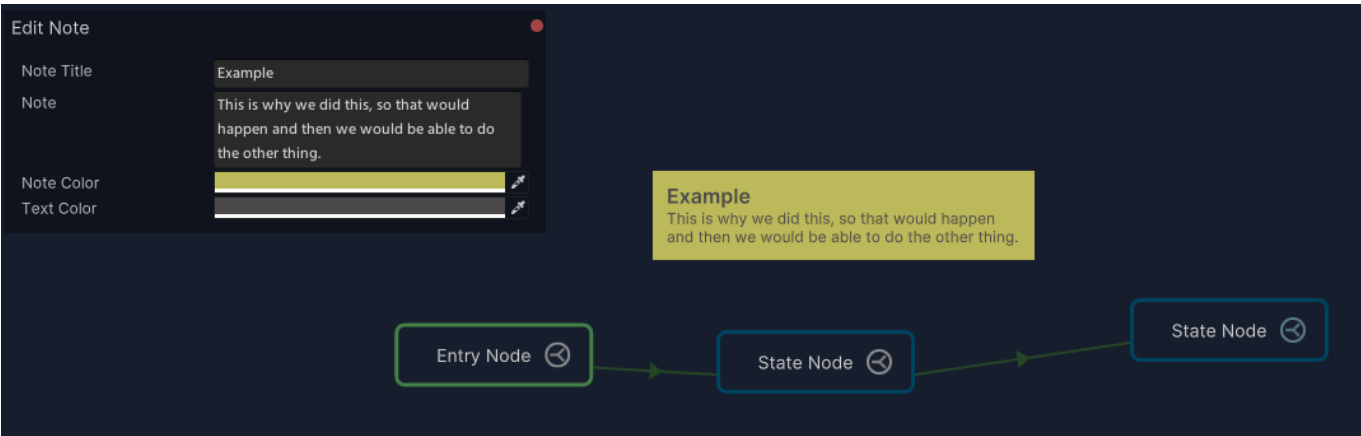 Edit Note
Note Title
Example
Note
This is why we did this, so that would
happen and then we would be able to do
the other thing.
Note Color
Text Color
Example
This is why we did this, so that would happen
and then we would be able to do the other thing.
Entry Node
State Node
State Node